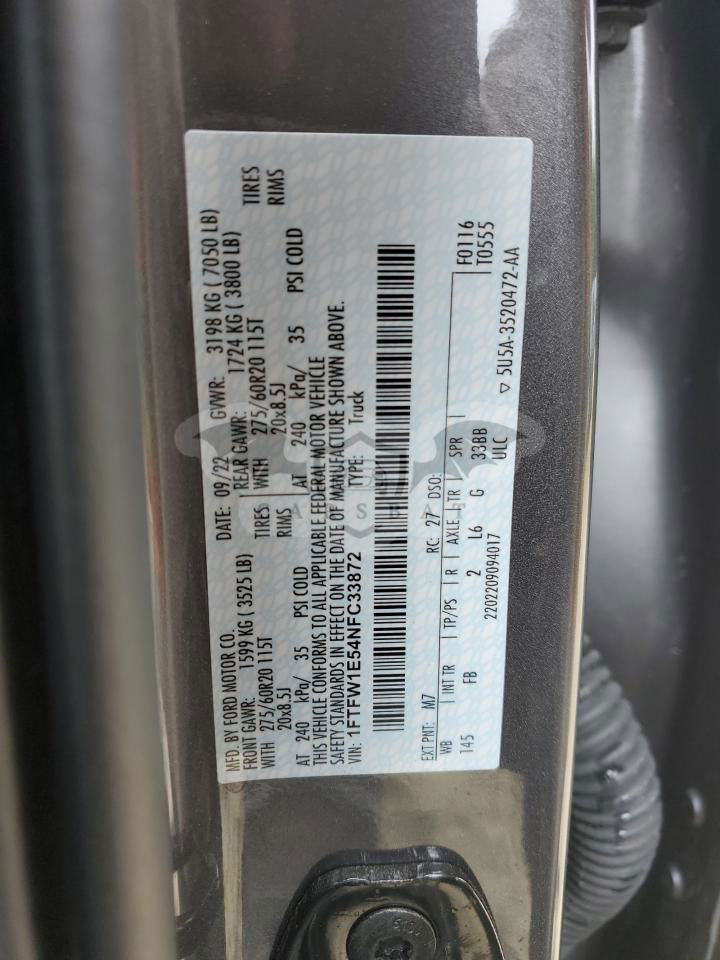 MFD. BY FORD MOTOR CO.
DATE: 09/22 GVWR: 3198 KG ( 7050 LB)
FRONT GAWR: 1599 KG ( 3525 LB) REAR GAWR: 1724 KG ( 3800 LB)
WITH 275/60R20 115T TIRES WITH 275/60R20 115T TIRES
20x8.5J RIMS 20x8.5J RIMS
AT 240 kPa/ 35 PSI COLD AT 240 kPa/ 35 PSI COLD
THIS VEHICLE CONFORMS TO ALL APPLICABLE FEDERAL MOTOR VEHICLE
SAFETY STANDARDS IN EFFECT ON THE DATE OF MANUFACTURE SHOWN ABOVE.
VIN: 1FTFW1E54NFC33872 TYPE: Truck
EXT PNT: M7 RC: 27 DSO: F0116
WB INT TR TP/PS R AXLE TR SPR T0555
145 FB 2 L6 G 33BB
ULC
2202209094017 ▽ 5U5A-3520472-AA